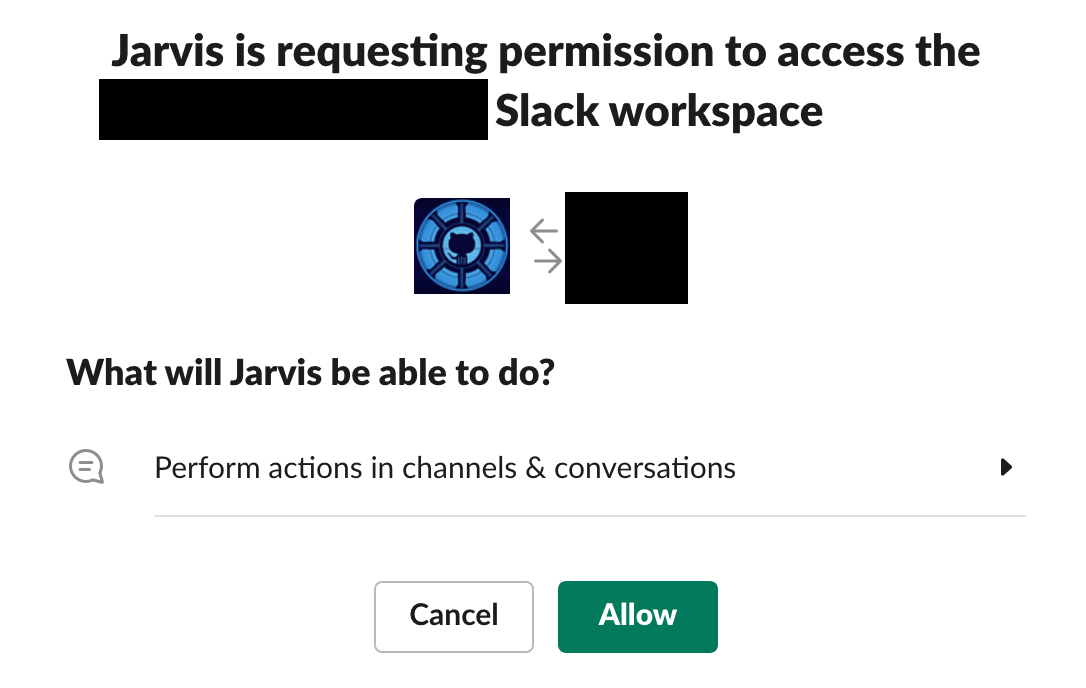 Jarvis is requesting permission to access the
Slack workspace
What will Jarvis be able to do?
Perform actions in channels & conversations
Cancel
Allow